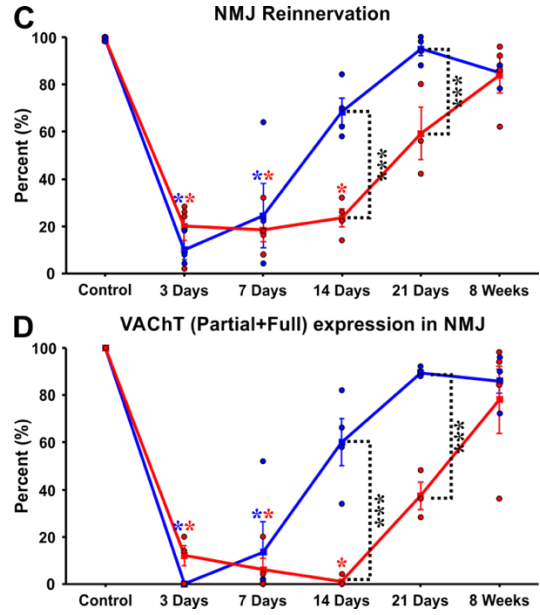 C
NMJ Reinnervation
Percent (%)
100
80
60
40
20
0
** ** * *** ***
Control 3 Days 7 Days 14 Days 21 Days 8 Weeks
D
VAChT (Partial+Full) expression in NMJ
Percent (%)
100
80
60
40
20
0
** ** * *** ***
Control 3 Days 7 Days 14 Days 21 Days 8 Weeks